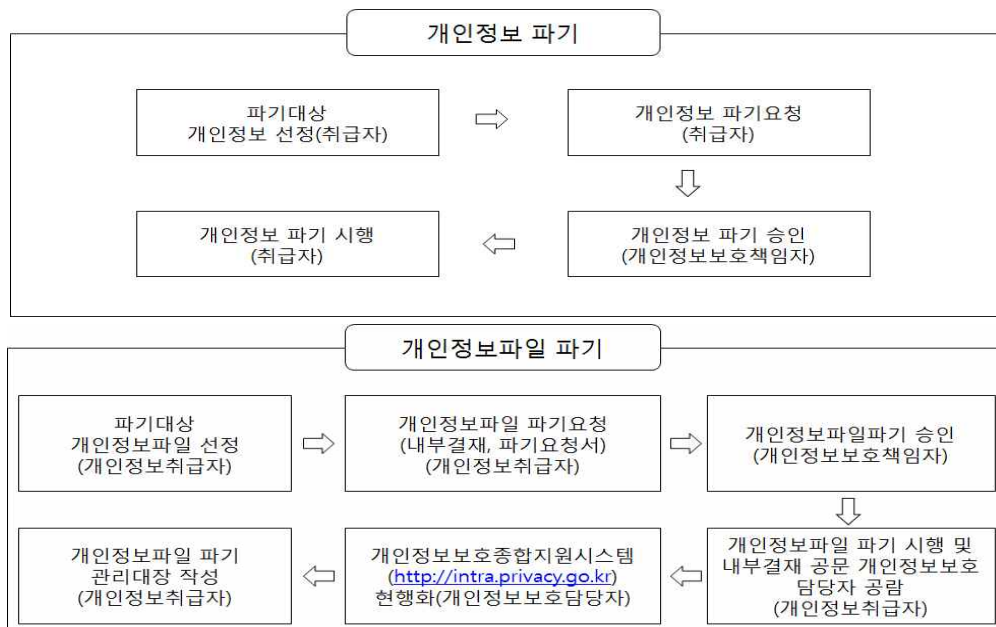 개인정보 파기
파기대상
개인정보 선정(취급자)
개인정보 파기요청
(취급자)
개인정보 파기 승인
(개인정보보호책임자)
개인정보 파기 시행
(취급자)
개인정보파일 파기
파기대상
개인정보파일 선정
(개인정보취급자)
개인정보파일 파기요청
(내부결재, 파기요청서)
(개인정보취급자)
개인정보파일파기 승인
(개인정보보호책임자)
개인정보파일 파기 시행 및
내부결재 공문 개인정보보호
담당자 공람
(개인정보취급자)
개인정보보호종합지원시스템
(http://intra.privacy.go.kr)
현행화(개인정보보호담당자)
개인정보파일 파기
관리대장 작성
(개인정보취급자)